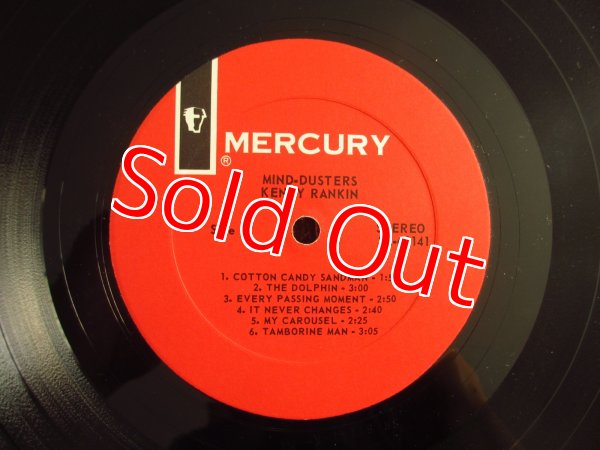 MERCURY
®
MIND-DUSTERS
KENNY RANKIN
STEREO
141
1. COTTON CANDY SANDMAN - 1:
2. THE DOLPHIN - 3:00
3. EVERY PASSING MOMENT - 2:50
4. IT NEVER CHANGES - 2:40
5. MY CAROUSEL - 2:25
6. TAMBORINE MAN - 3:05
Sold Out